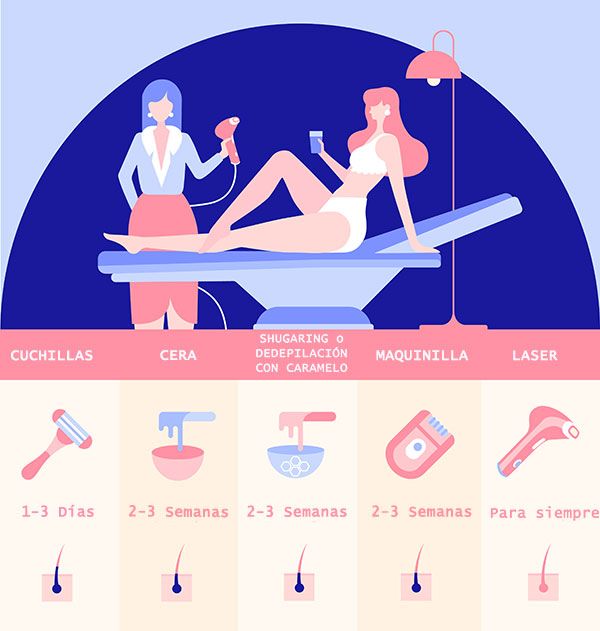 CUCHILLAS
CERA
SHUGARING o
DEDEPILACIÓN
CON CARAMELO
MAQUINILLA
LASER
1-3 Días
2-3 Semanas
2-3 Semanas
2-3 Semanas
Para siempre